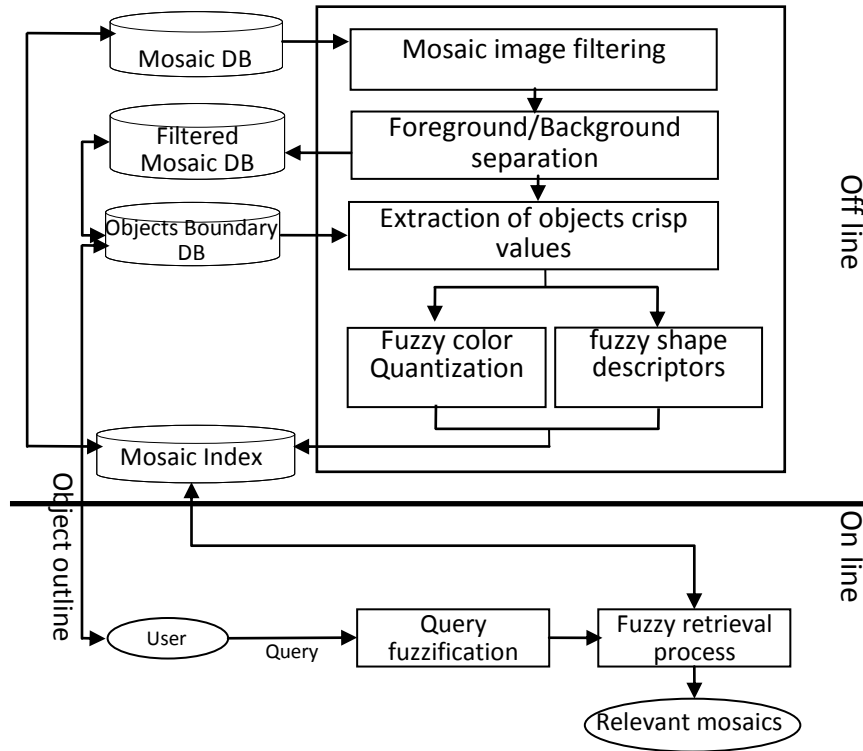 Mosaic DB
Mosaic image filtering
Filtered
Mosaic DB
Foreground/Background
separation
Objects Boundary
DB
Extraction of objects crisp
values
Off line
Fuzzy color
Quantization
fuzzy shape
descriptors
Mosaic Index
Object outline
On line
User
Query
Query
fuzzification
Fuzzy retrieval
process
Relevant mosaics